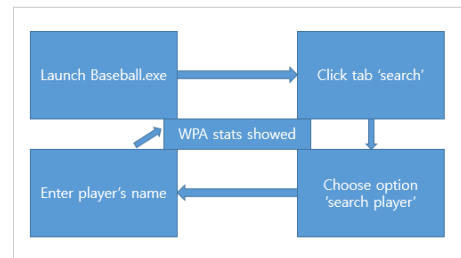 Launch Baseball.exe
Click tab ‘search’
WPA stats showed
Enter player’s name
Choose option
‘search player’